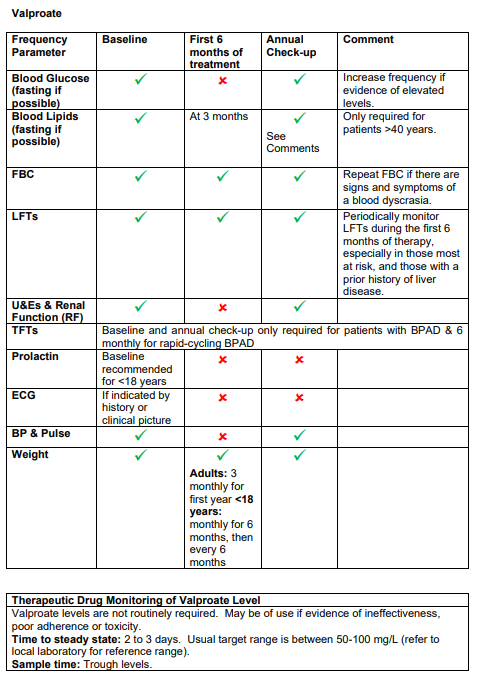 Valproate
Frequency Parameter | Baseline | First 6 months of treatment | Annual Check-up | Comment
Blood Glucose (fasting if possible) | ✓ | ✗ | ✓ | Increase frequency if evidence of elevated levels.
Blood Lipids (fasting if possible) | ✓ | At 3 months | ✓ See Comments | Only required for patients >40 years.
FBC | ✓ | ✓ | ✓ | Repeat FBC if there are signs and symptoms of a blood dyscrasia.
LFTs | ✓ | ✓ | ✓ | Periodically monitor LFTs during the first 6 months of therapy, especially in those most at risk, and those with a prior history of liver disease.
U&Es & Renal Function (RF) | ✓ | ✗ | ✓ |
TFTs | Baseline and annual check-up only required for patients with BPAD & 6 monthly for rapid-cycling BPAD
Prolactin | Baseline recommended for <18 years | ✗ | ✗ |
ECG | If indicated by history or clinical picture | ✗ | ✗ |
BP & Pulse | ✓ | ✗ | ✓ |
Weight | ✓ | ✓ Adults: 3 monthly for first year <18 years: monthly for 6 months, then every 6 months | ✓ |
Therapeutic Drug Monitoring of Valproate Level
Valproate levels are not routinely required. May be of use if evidence of ineffectiveness,
poor adherence or toxicity.
Time to steady state: 2 to 3 days. Usual target range is between 50-100 mg/L (refer to
local laboratory for reference range).
Sample time: Trough levels.